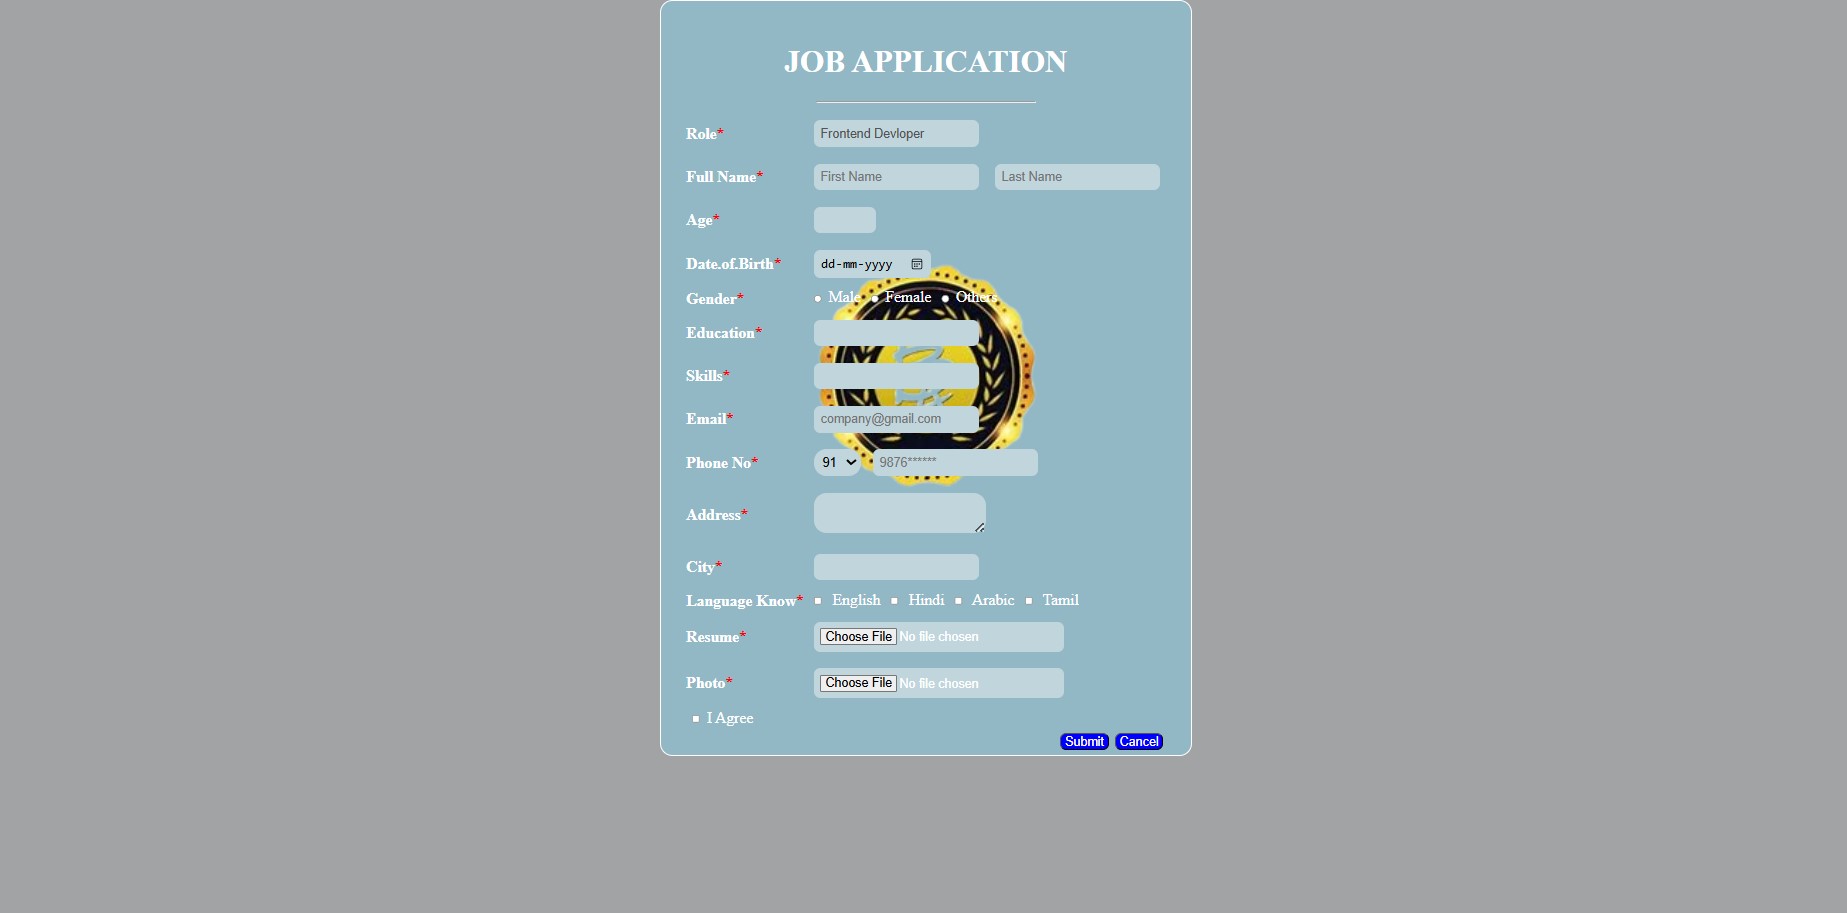 JOB APPLICATION
Role* Frontend Devloper
Full Name* First Name Last Name
Age*
Date.of.Birth* dd-mm-yyyy
Gender* Male Female Others
Education*
Skills*
Email* company@gmail.com
Phone No* 91 9876******
Address*
City*
Language Know* English Hindi Arabic Tamil
Resume* Choose File No file chosen
Photo* Choose File No file chosen
I Agree
Submit Cancel